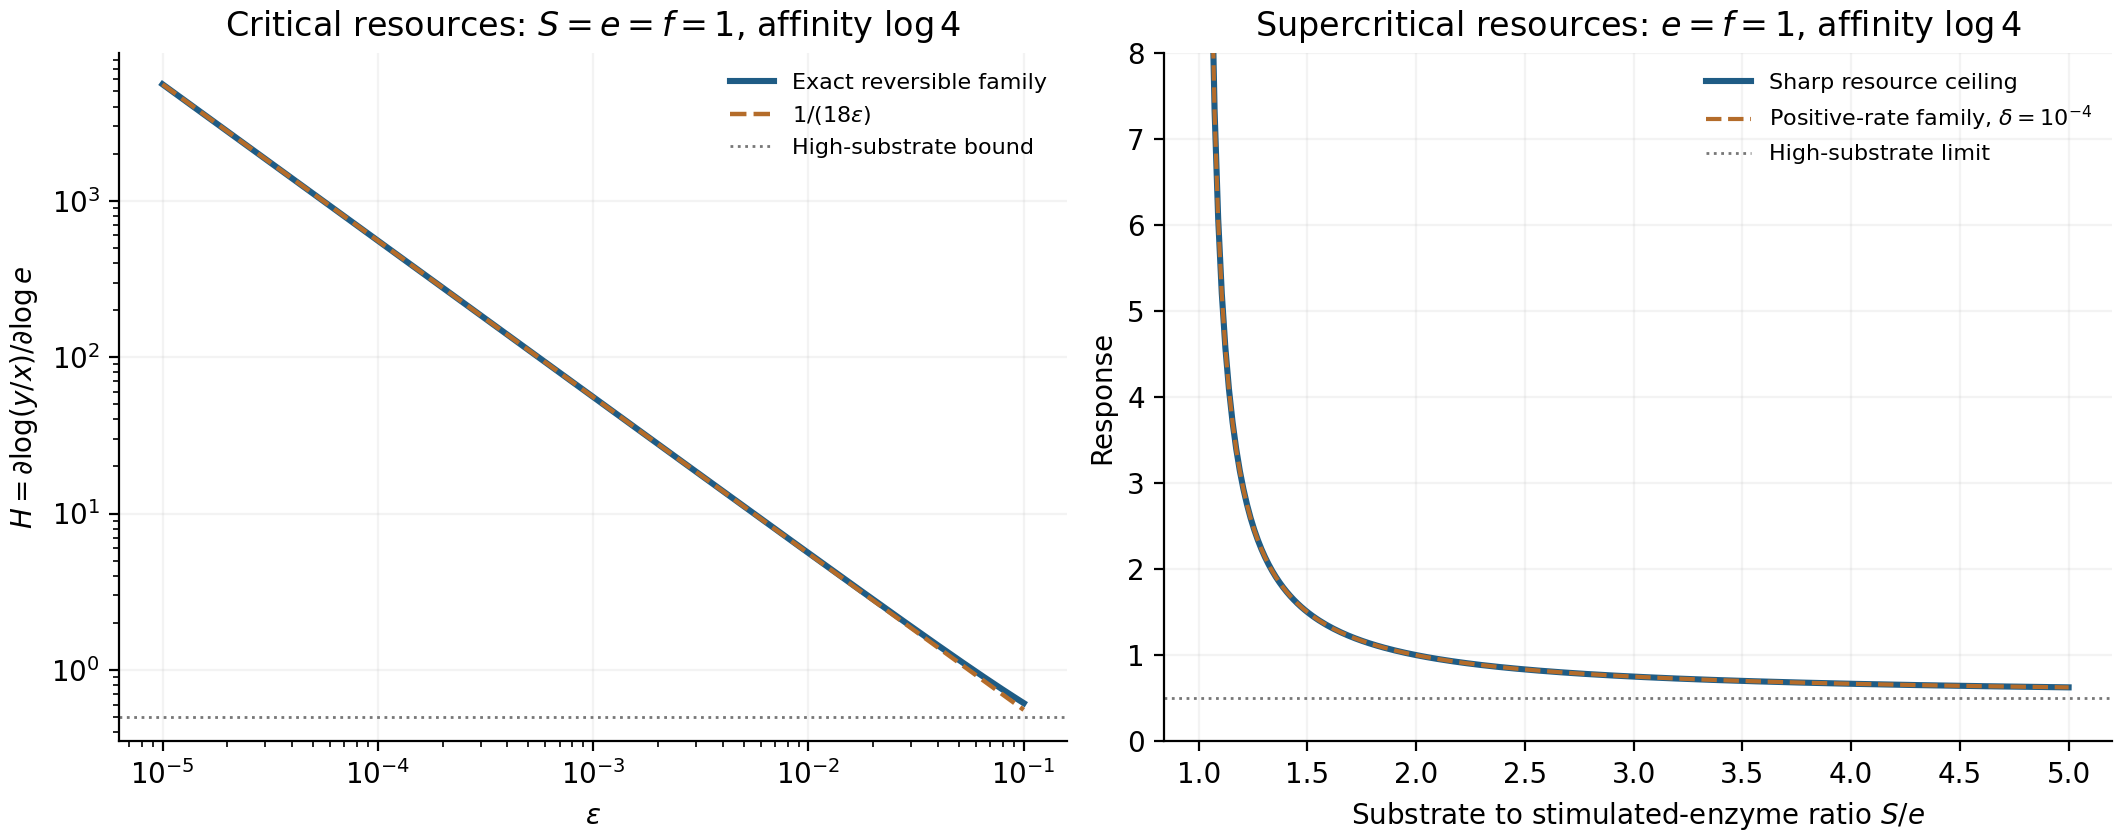 Critical resources: S = e = f = 1, affinity log 4
Exact reversible family
1/(18ε)
High-substrate bound
H = ∂ log(y/x)/∂ log e
10³
10²
10¹
10⁰
10⁻⁵ 10⁻⁴ 10⁻³ 10⁻² 10⁻¹
ε
Supercritical resources: e = f = 1, affinity log 4
Sharp resource ceiling
Positive-rate family, δ = 10⁻⁴
High-substrate limit
Response
8
7
6
5
4
3
2
1
0
1.0 1.5 2.0 2.5 3.0 3.5 4.0 4.5 5.0
Substrate to stimulated-enzyme ratio S/e